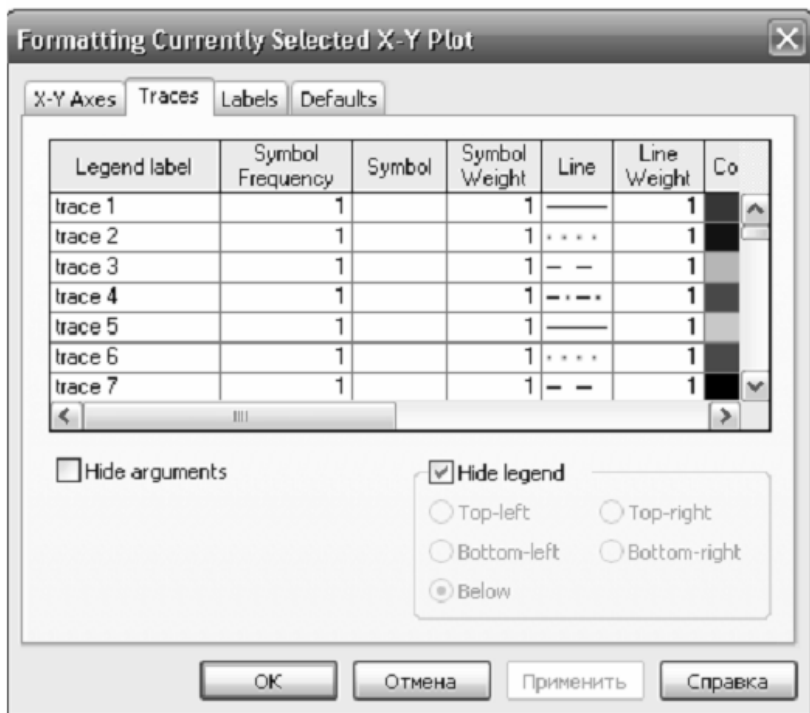 Formatting Currently Selected X-Y Plot
X-Y Axes Traces Labels Defaults
Legend label Symbol Frequency Symbol Symbol Weight Line Line Weight Co
trace 1 1 1 1
trace 2 1 1 1
trace 3 1 1 1
trace 4 1 1 1
trace 5 1 1 1
trace 6 1 1 1
trace 7 1 1 1
Hide arguments Hide legend
Top-left Top-right
Bottom-left Bottom-right
Below
OK Отмена Применить Справка